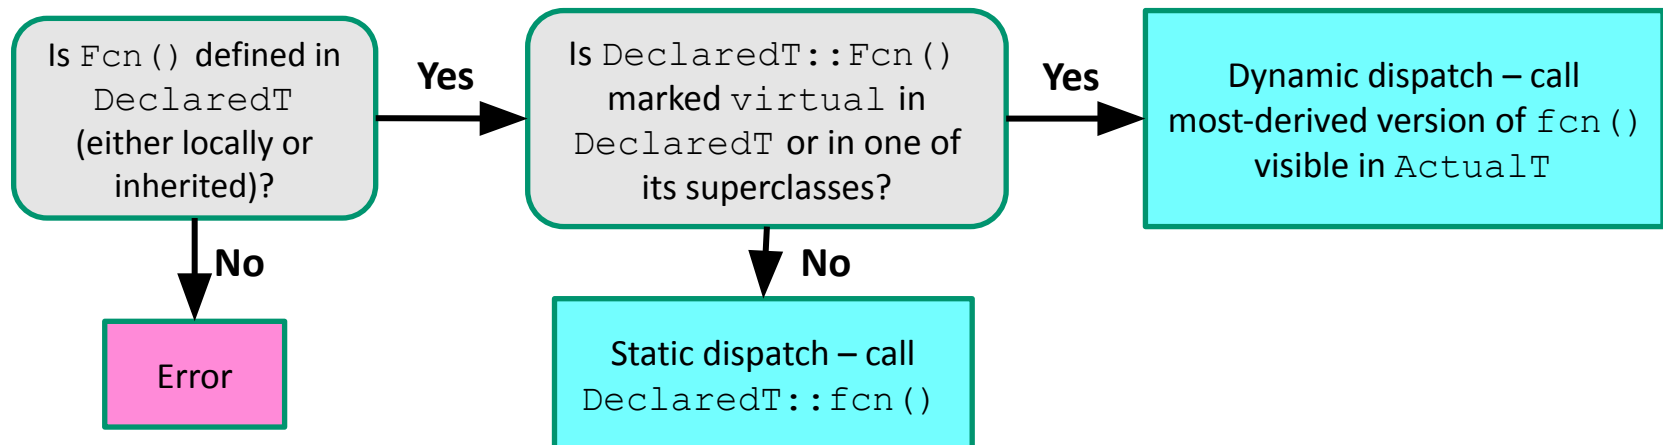 Is Fcn() defined in
DeclaredT
(either locally or
inherited)?
Yes
Is DeclaredT::Fcn()
marked virtual in
DeclaredT or in one of
its superclasses?
Yes
Dynamic dispatch – call
most-derived version of fcn()
visible in ActualT
No
No
Error
Static dispatch – call
DeclaredT::fcn()